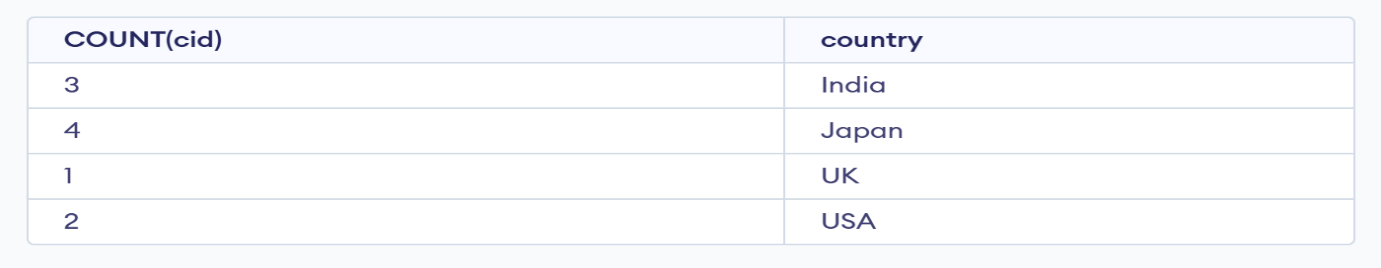 COUNT(cid) country
3 India
4 Japan
1 UK
2 USA